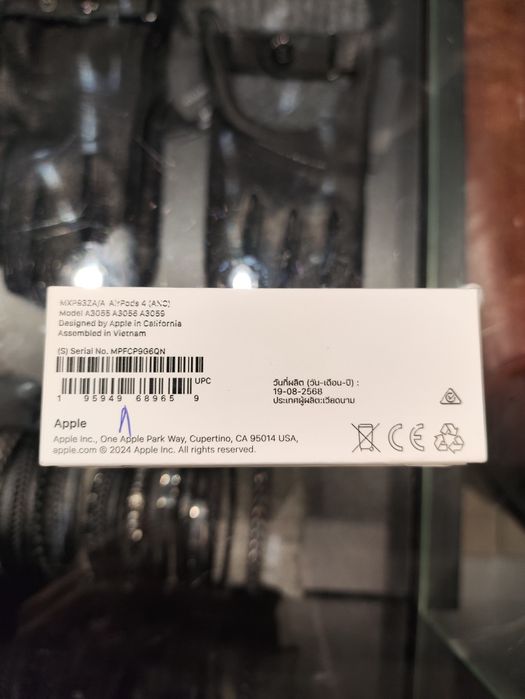 MXP93ZA/A AirPods 4 (ANC)
Model A3055 A3056 A3059
Designed by Apple in California
Assembled in Vietnam
(S) Serial No. MPFCP9G6QN
UPC
1 95949 68965 9
วันที่ผลิต (วัน-เดือน-ปี) :
19-08-2568
ประเทศผู้ผลิต:เวียดนาม
Apple
Apple Inc., One Apple Park Way, Cupertino, CA 95014 USA,
apple.com © 2024 Apple Inc. All rights reserved.
CE